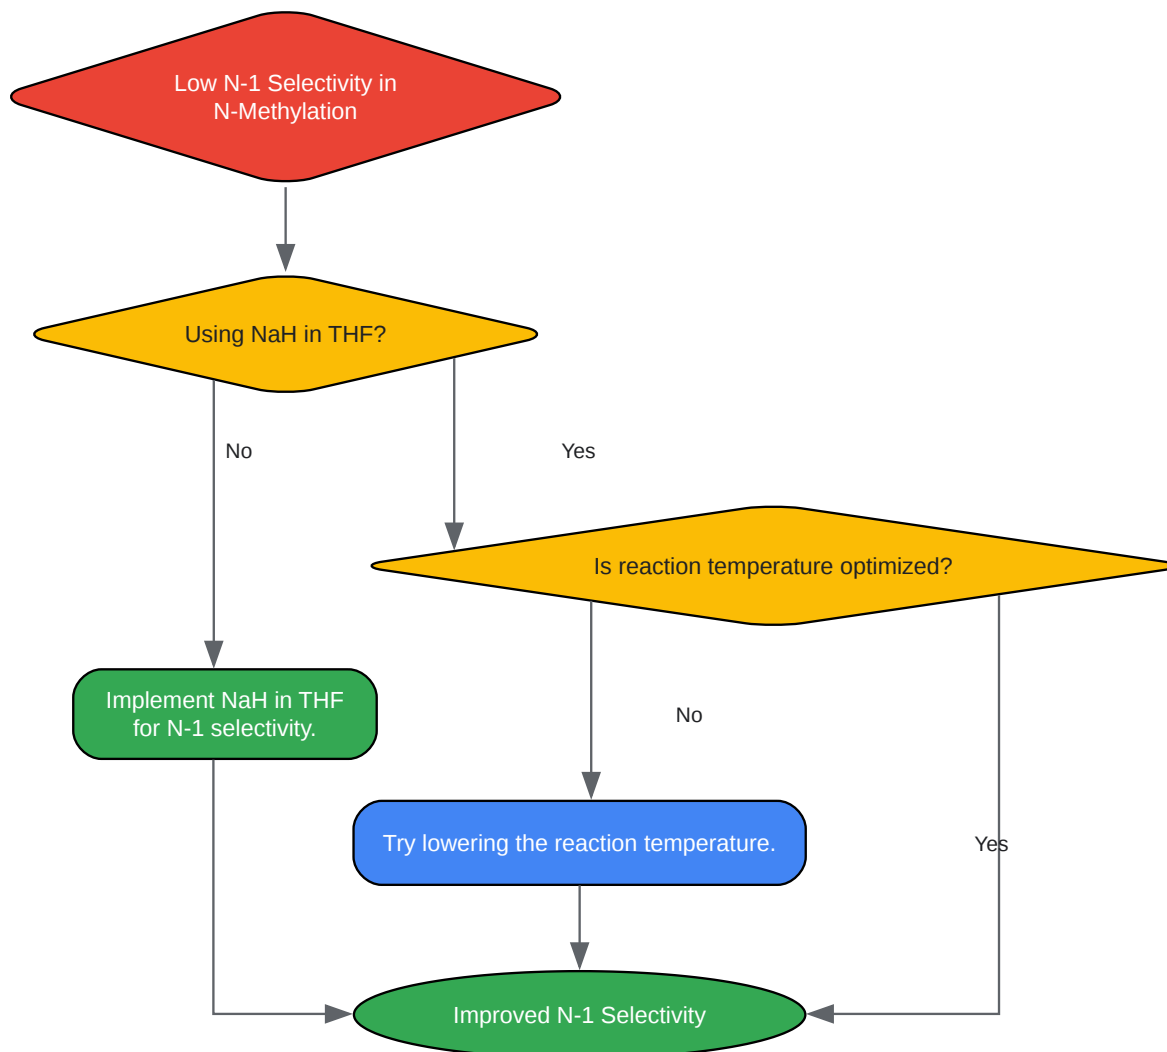 Low N-1 Selectivity in
N-Methylation
Using NaH in THF?
No
Yes
Is reaction temperature optimized?
Implement NaH in THF
for N-1 selectivity.
No
Try lowering the reaction temperature.
Yes
Improved N-1 Selectivity